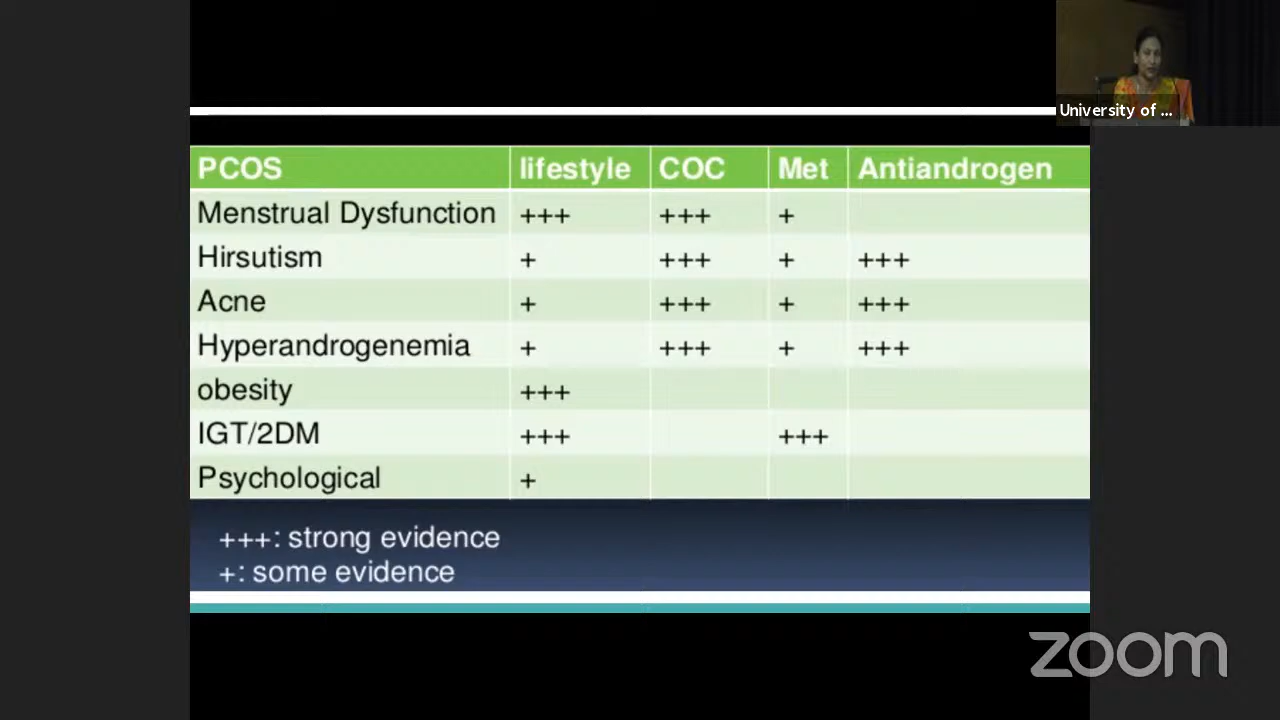 University of ...
PCOS lifestyle COC Met Antiandrogen
Menstrual Dysfunction +++ +++ +
Hirsutism + +++ + +++
Acne + +++ + +++
Hyperandrogenemia + +++ + +++
obesity +++
IGT/2DM +++ +++
Psychological +
+++: strong evidence
+: some evidence
zoom